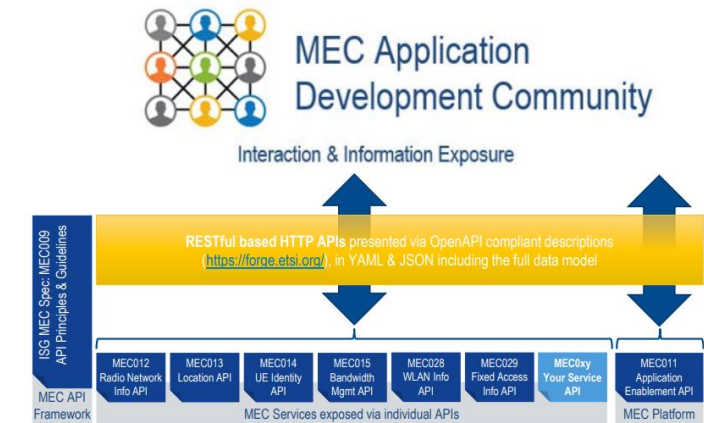 MEC Application
Development Community
Interaction & Information Exposure
ISG MEC Spec: MEC009
API Principles & Guidelines
RESTful based HTTP APIs presented via OpenAPI compliant descriptions
(https://forge.etsi.org/), in YAML & JSON including the full data model
MEC012
Radio Network
Info API
MEC013
Location API
MEC014
UE Identity
API
MEC015
Bandwidth
Mgmt API
MEC028
WLAN Info
API
MEC029
Fixed Access
Info API
MEC0xy
Your Service
API
MEC011
Application
Enablement API
MEC API
Framework
MEC Services exposed via individual APIs
MEC Platform